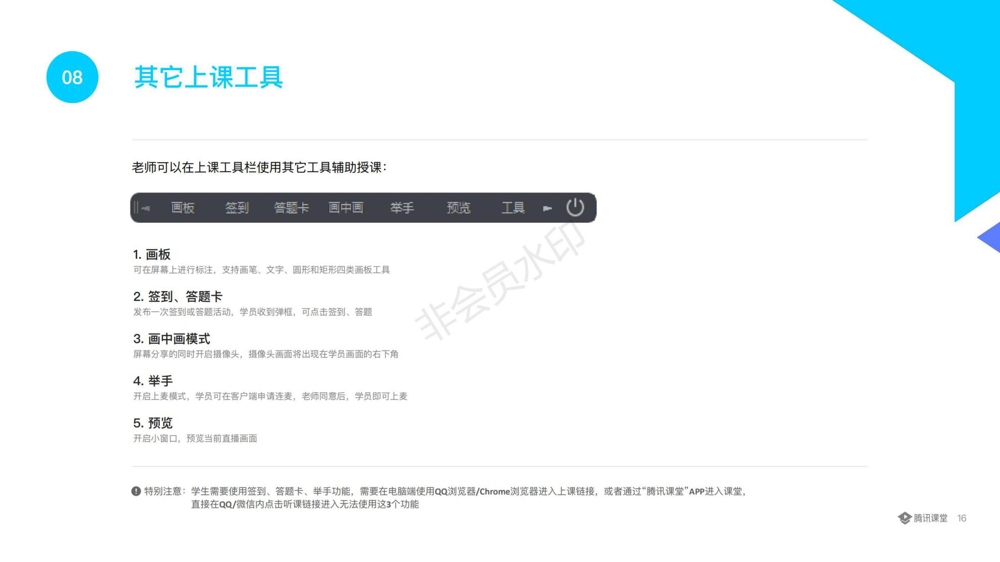 08
其它上课工具
老师可以在上课工具栏使用其它工具辅助授课：
画板 签到 答题卡 画中画 举手 预览 工具
非会员水印
1. 画板
可在屏幕上进行标注，支持画笔、文字、圆形和矩形四类画板工具
2. 签到、答题卡
发布一次签到或答题活动，学员收到弹框，可点击签到、答题
3. 画中画模式
屏幕分享的同时开启摄像头，摄像头画面将出现在学员画面的右下角
4. 举手
开启上麦模式，学员可在客户端申请连麦，老师同意后，学员即可上麦
5. 预览
开启小窗口，预览当前直播画面
特别注意：学生需要使用签到、答题卡、举手功能，需要在电脑端使用QQ浏览器/Chrome浏览器进入上课链接，或者通过“腾讯课堂”APP进入课堂，
直接在QQ/微信内点击听课链接进入无法使用这3个功能
腾讯课堂 16